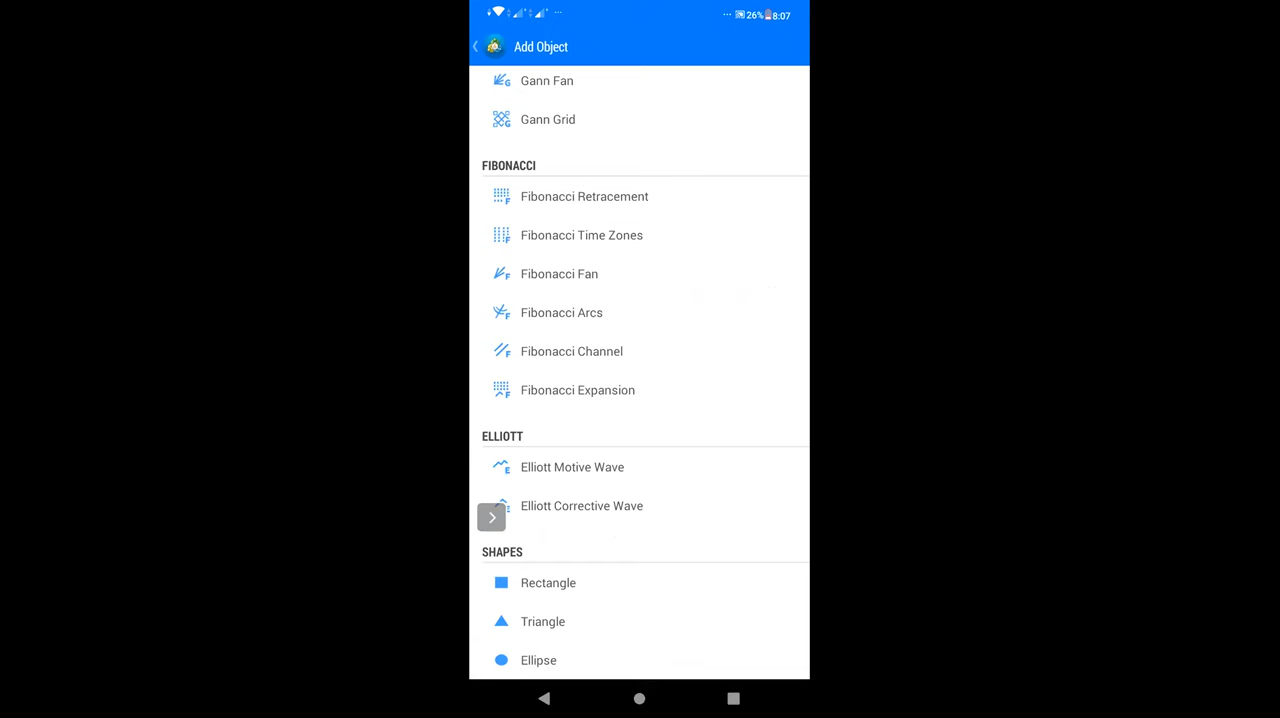 26% 8:07
Add Object
Gann Fan
Gann Grid
FIBONACCI
Fibonacci Retracement
Fibonacci Time Zones
Fibonacci Fan
Fibonacci Arcs
Fibonacci Channel
Fibonacci Expansion
ELLIOTT
Elliott Motive Wave
Elliott Corrective Wave
SHAPES
Rectangle
Triangle
Ellipse